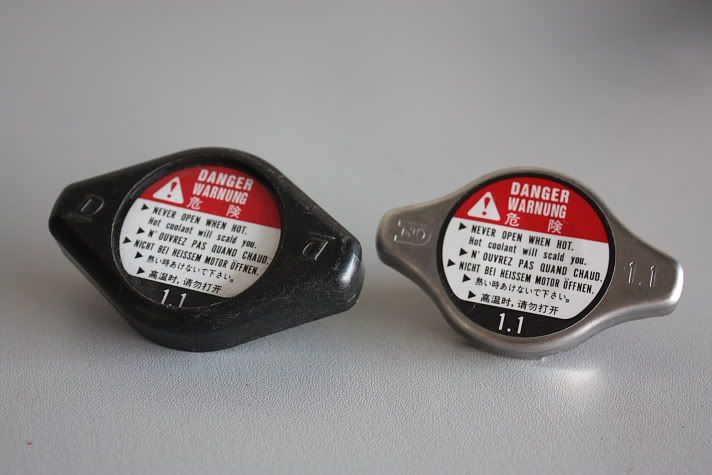 D
D
DANGER
WARNUNG
危 険
▶ NEVER OPEN WHEN HOT.
Hot coolant will scald you.
▶ N' OUVREZ PAS QUAND CHAUD.
▶ NICHT BEI HEISSEM MOTOR ÖFFNEN.
▶ 熱い時あけないで下さい。
▶ 高温时,请勿打开
1.1
DANGER
WARNUNG
危 険
▶ NEVER OPEN WHEN HOT.
Hot coolant will scald you.
▶ N' OUVREZ PAS QUAND CHAUD.
▶ NICHT BEI HEISSEM MOTOR ÖFFNEN.
▶ 熱い時あけないで下さい。
▶ 高温时,请勿打开
1.1
1.1